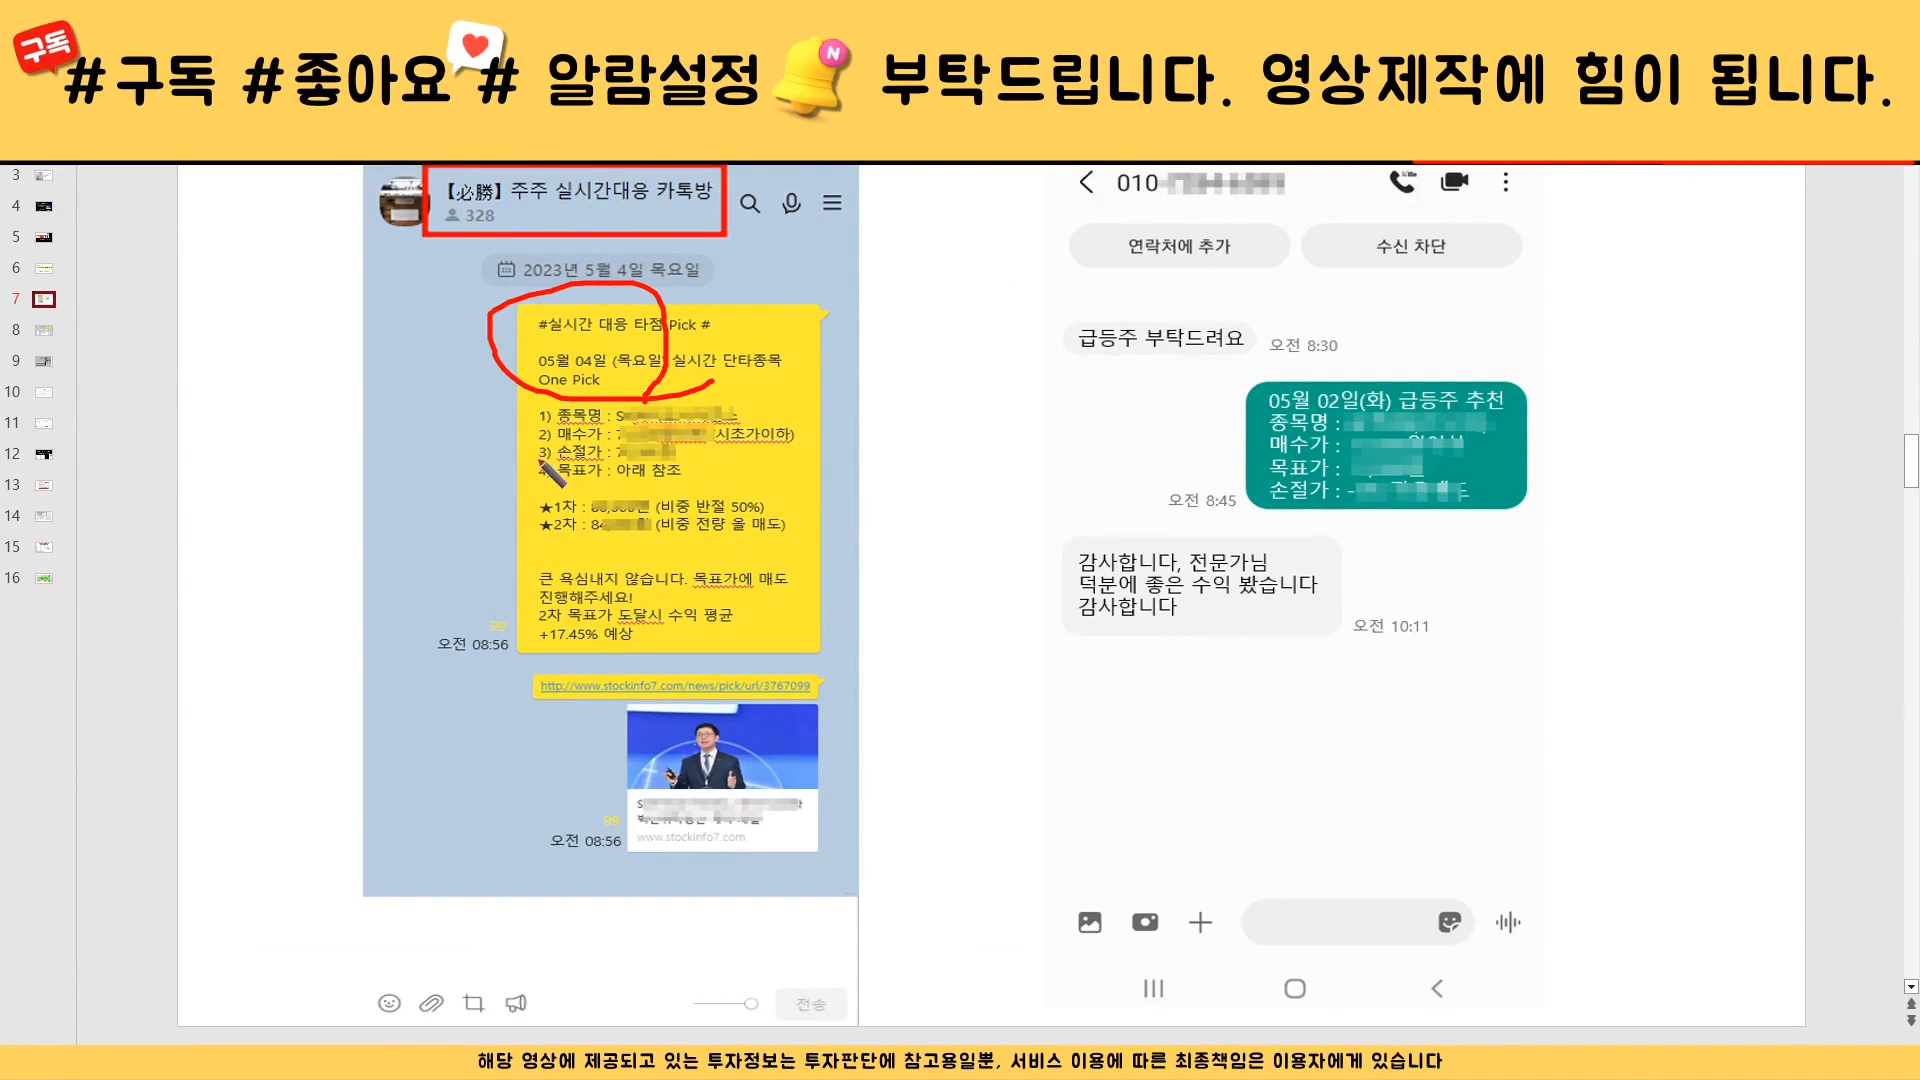 구독
#구독 #좋아요 # 알람설정 부탁드립니다. 영상제작에 힘이 됩니다.
N
3
4
5
6
7
8
9
10
11
12
13
14
15
16
【必勝】 주주 실시간대응 카톡방
328
2023년 5월 4일 목요일
#실시간 대응 타점 Pick #
05월 04일 (목요일) 실시간 단타종목
One Pick
1) 종목명 : S
2) 매수가 : 7 시초가이하)
3) 손절가 : 7
4) 목표가 : 아래 참조
★1차 : (비중 반절 50%)
★2차 : 84 (비중 전량 올 매도)
큰 욕심내지 않습니다. 목표가에 매도
진행해주세요!
2차 목표가 도달시 수익 평균
+17.45% 예상
99
오전 08:56
http://www.stockinfo7.com/news/pick/url/3767099
S
www.stockinfo7.com
99
오전 08:56
전송
010
연락처에 추가
수신 차단
급등주 부탁드려요
오전 8:30
05월 02일(화) 급등주 추천
종목명 :
매수가 :
목표가 :
손절가 : -
오전 8:45
감사합니다, 전문가님
덕분에 좋은 수익 봤습니다
감사합니다
오전 10:11
해당 영상에 제공되고 있는 투자정보는 투자판단에 참고용일뿐, 서비스 이용에 따른 최종책임은 이용자에게 있습니다